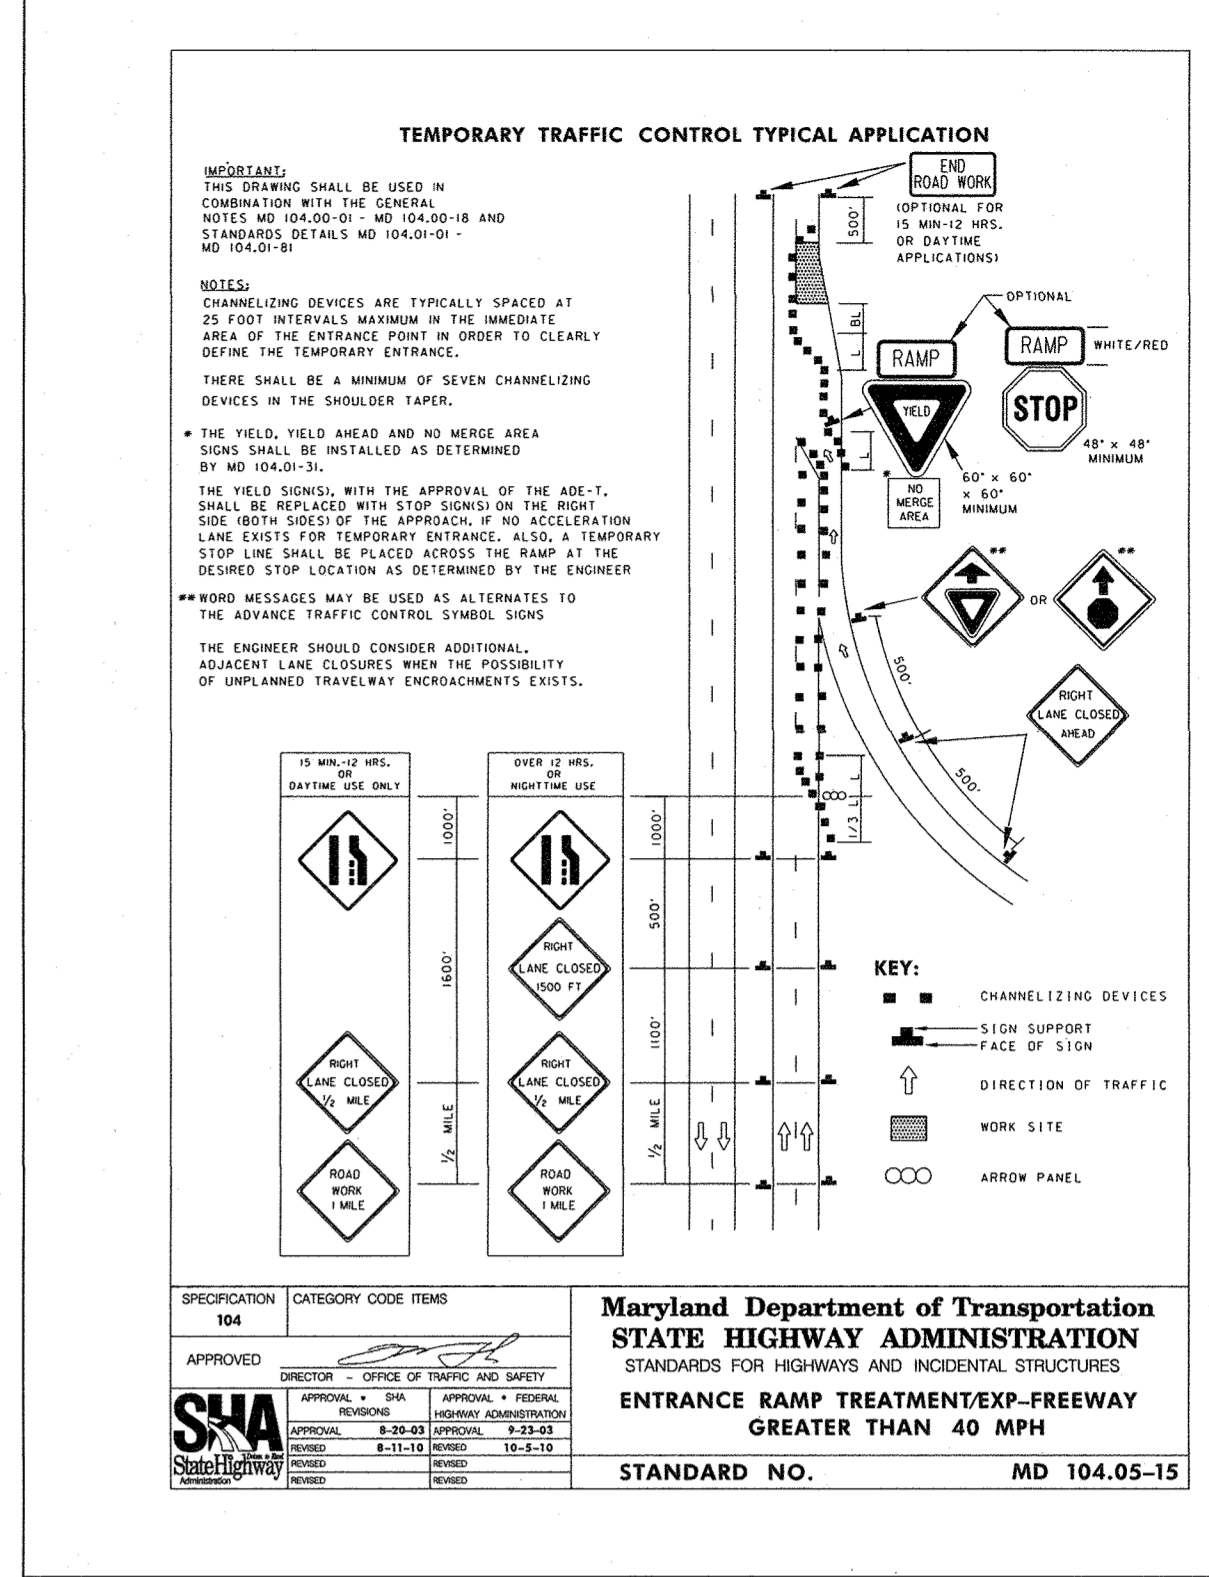 TEMPORARY TRAFFIC CONTROL TYPICAL APPLICATION
IMPORTANT:
THIS DRAWING SHALL BE USED IN
COMBINATION WITH THE GENERAL
NOTES MD 104.00-01 - MD 104.00-18 AND
STANDARDS DETAILS MD 104.01-01 -
MD 104.01-81
NOTES:
CHANNELIZING DEVICES ARE TYPICALLY SPACED AT
25 FOOT INTERVALS MAXIMUM IN THE IMMEDIATE
AREA OF THE ENTRANCE POINT IN ORDER TO CLEARLY
DEFINE THE TEMPORARY ENTRANCE.
THERE SHALL BE A MINIMUM OF SEVEN CHANNELIZING
DEVICES IN THE SHOULDER TAPER.
* THE YIELD, YIELD AHEAD AND NO MERGE AREA
SIGNS SHALL BE INSTALLED AS DETERMINED
BY MD 104.01-31.
THE YIELD SIGN(S), WITH THE APPROVAL OF THE ADE-T,
SHALL BE REPLACED WITH STOP SIGN(S) ON THE RIGHT
SIDE (BOTH SIDES) OF THE APPROACH, IF NO ACCELERATION
LANE EXISTS FOR TEMPORARY ENTRANCE. ALSO, A TEMPORARY
STOP LINE SHALL BE PLACED ACROSS THE RAMP AT THE
DESIRED STOP LOCATION AS DETERMINED BY THE ENGINEER
** WORD MESSAGES MAY BE USED AS ALTERNATES TO
THE ADVANCE TRAFFIC CONTROL SYMBOL SIGNS
THE ENGINEER SHOULD CONSIDER ADDITIONAL,
ADJACENT LANE CLOSURES WHEN THE POSSIBILITY
OF UNPLANNED TRAVELWAY ENCROACHMENTS EXISTS.
END
ROAD WORK
(OPTIONAL FOR
15 MIN-12 HRS.
OR DAYTIME
APPLICATIONS)
500'
BL
L
L
OPTIONAL
RAMP
RAMP
WHITE/RED
YIELD
STOP
48" x 48"
MINIMUM
60" x 60"
x 60"
MINIMUM
*
NO
MERGE
AREA
**
OR
**
500'
500'
RIGHT
LANE CLOSED
AHEAD
L
1/3 L
15 MIN.-12 HRS.
OR
DAYTIME USE ONLY
RIGHT
LANE CLOSED
1/2 MILE
ROAD
WORK
1 MILE
1000'
1600'
1/2 MILE
OVER 12 HRS.
OR
NIGHTTIME USE
RIGHT
LANE CLOSED
1500 FT
RIGHT
LANE CLOSED
1/2 MILE
ROAD
WORK
1 MILE
1000'
500'
1100'
1/2 MILE
KEY:
CHANNELIZING DEVICES
SIGN SUPPORT
FACE OF SIGN
DIRECTION OF TRAFFIC
WORK SITE
ARROW PANEL
SPECIFICATION
104
CATEGORY CODE ITEMS
APPROVED
DIRECTOR - OFFICE OF TRAFFIC AND SAFETY
SHA
StateHighway
Administration
APPROVAL • SHA
REVISIONS
APPROVAL • FEDERAL
HIGHWAY ADMINISTRATION
APPROVAL 8-20-03 APPROVAL 9-23-03
REVISED 8-11-10 REVISED 10-5-10
REVISED REVISED
REVISED REVISED
Maryland Department of Transportation
STATE HIGHWAY ADMINISTRATION
STANDARDS FOR HIGHWAYS AND INCIDENTAL STRUCTURES
ENTRANCE RAMP TREATMENT/EXP-FREEWAY
GREATER THAN 40 MPH
STANDARD NO. MD 104.05-15